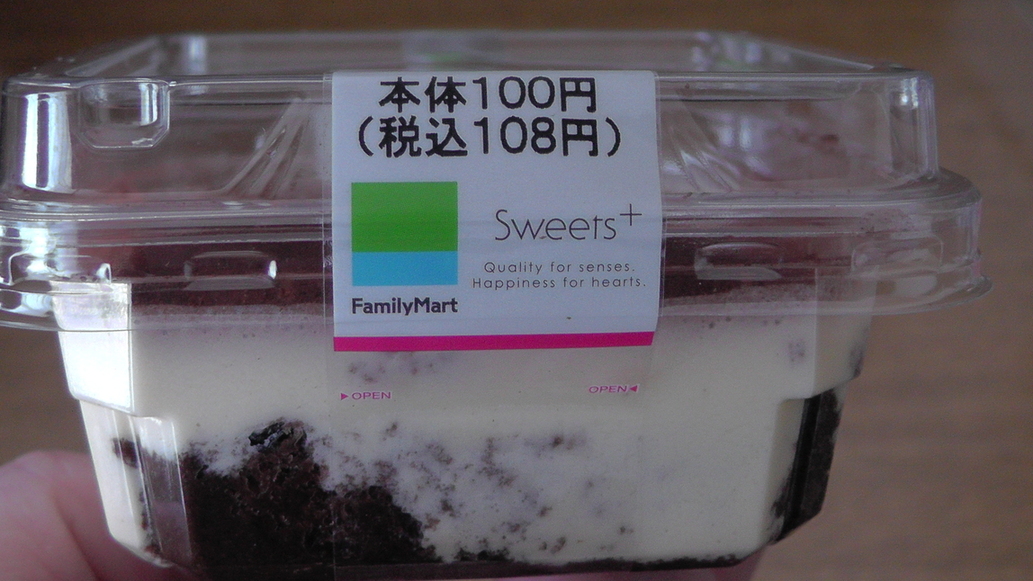 本体100円
(税込108円)
Sweets+
Quality for senses.
Happiness for hearts.
FamilyMart
▶OPEN
OPEN◀